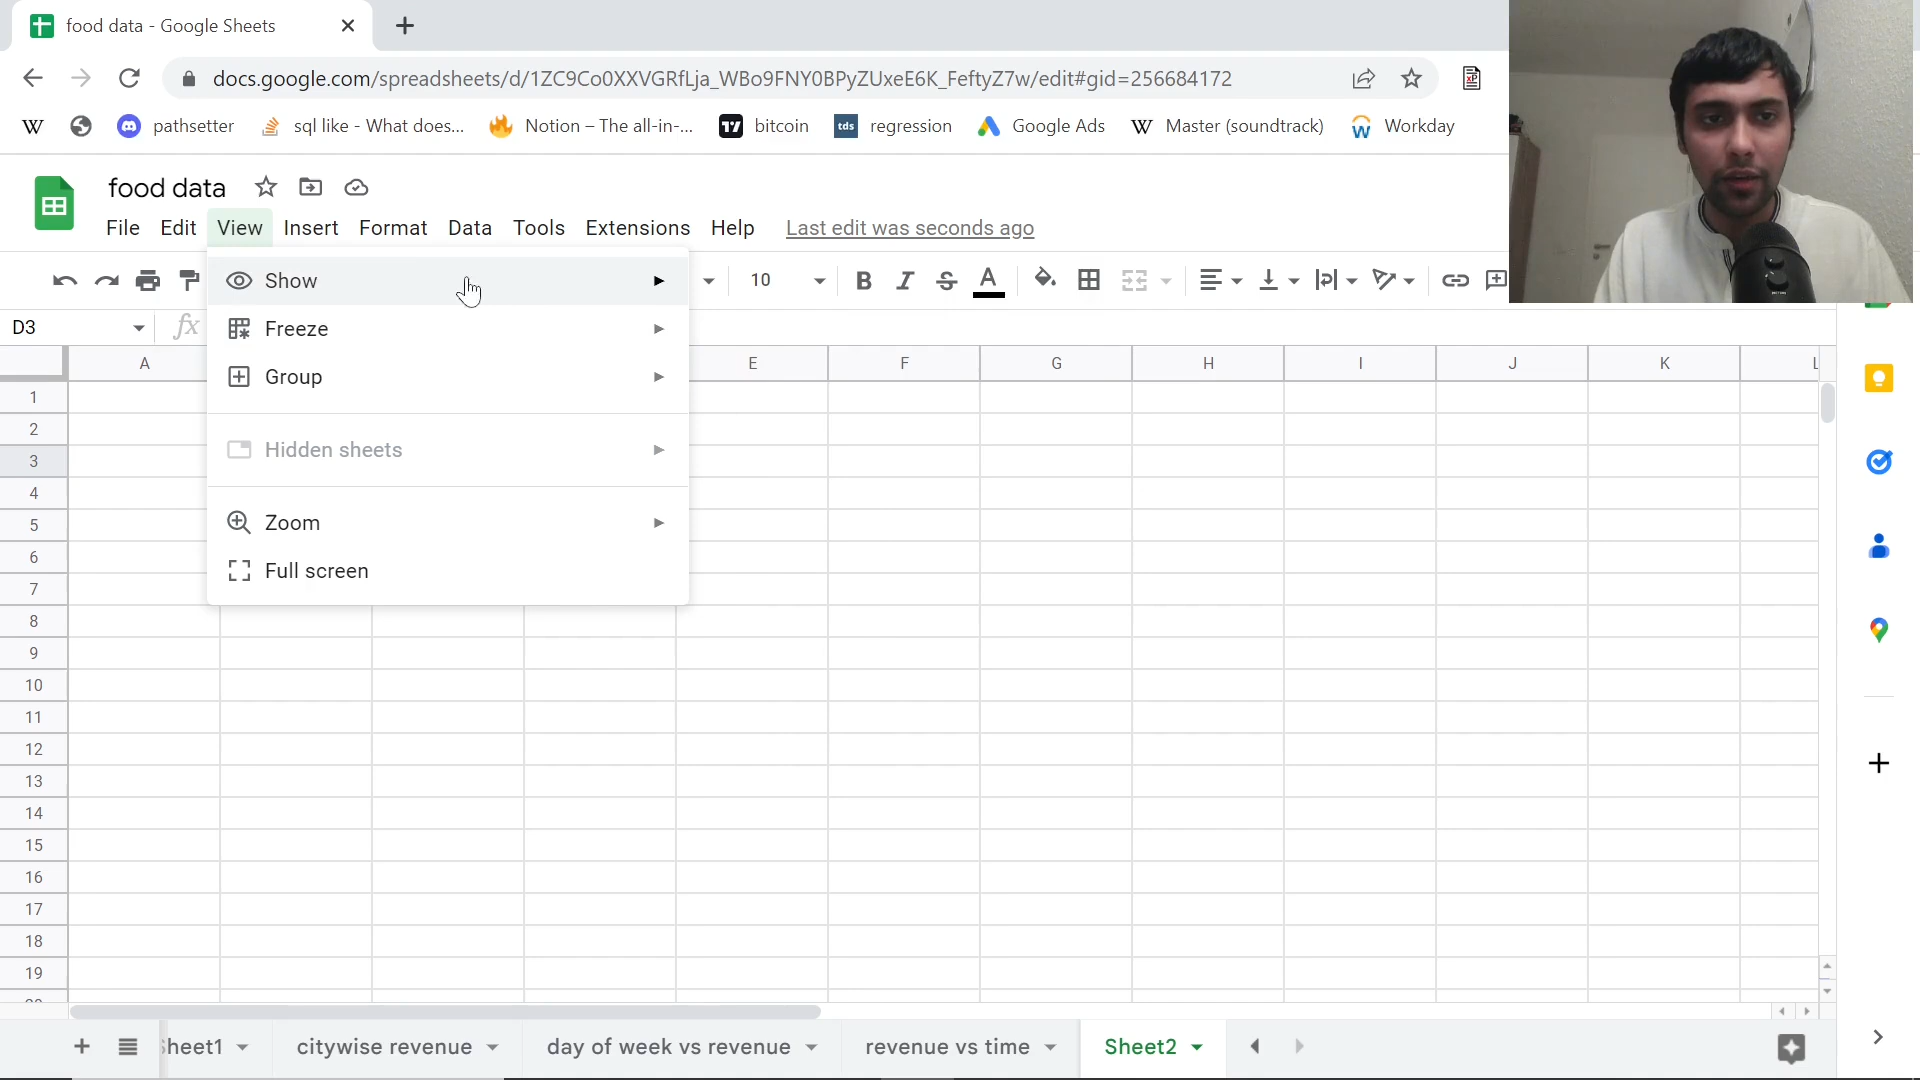 food data - Google Sheets
docs.google.com/spreadsheets/d/1ZC9Co0XXVGRfLja_WBo9FNY0BPyZUxeE6K_FeftyZ7w/edit#gid=256684172
pathsetter sql like - What does... Notion – The all-in-... bitcoin tds regression Google Ads W Master (soundtrack) Workday
food data
File Edit View Insert Format Data Tools Extensions Help Last edit was seconds ago
10 B I S A
Show
D3 fx
Freeze
Group
Hidden sheets
Zoom
Full screen
A E F G H I J K L
1
2
3
4
5
6
7
8
9
10
11
12
13
14
15
16
17
18
19
heet1 citywise revenue day of week vs revenue revenue vs time Sheet2